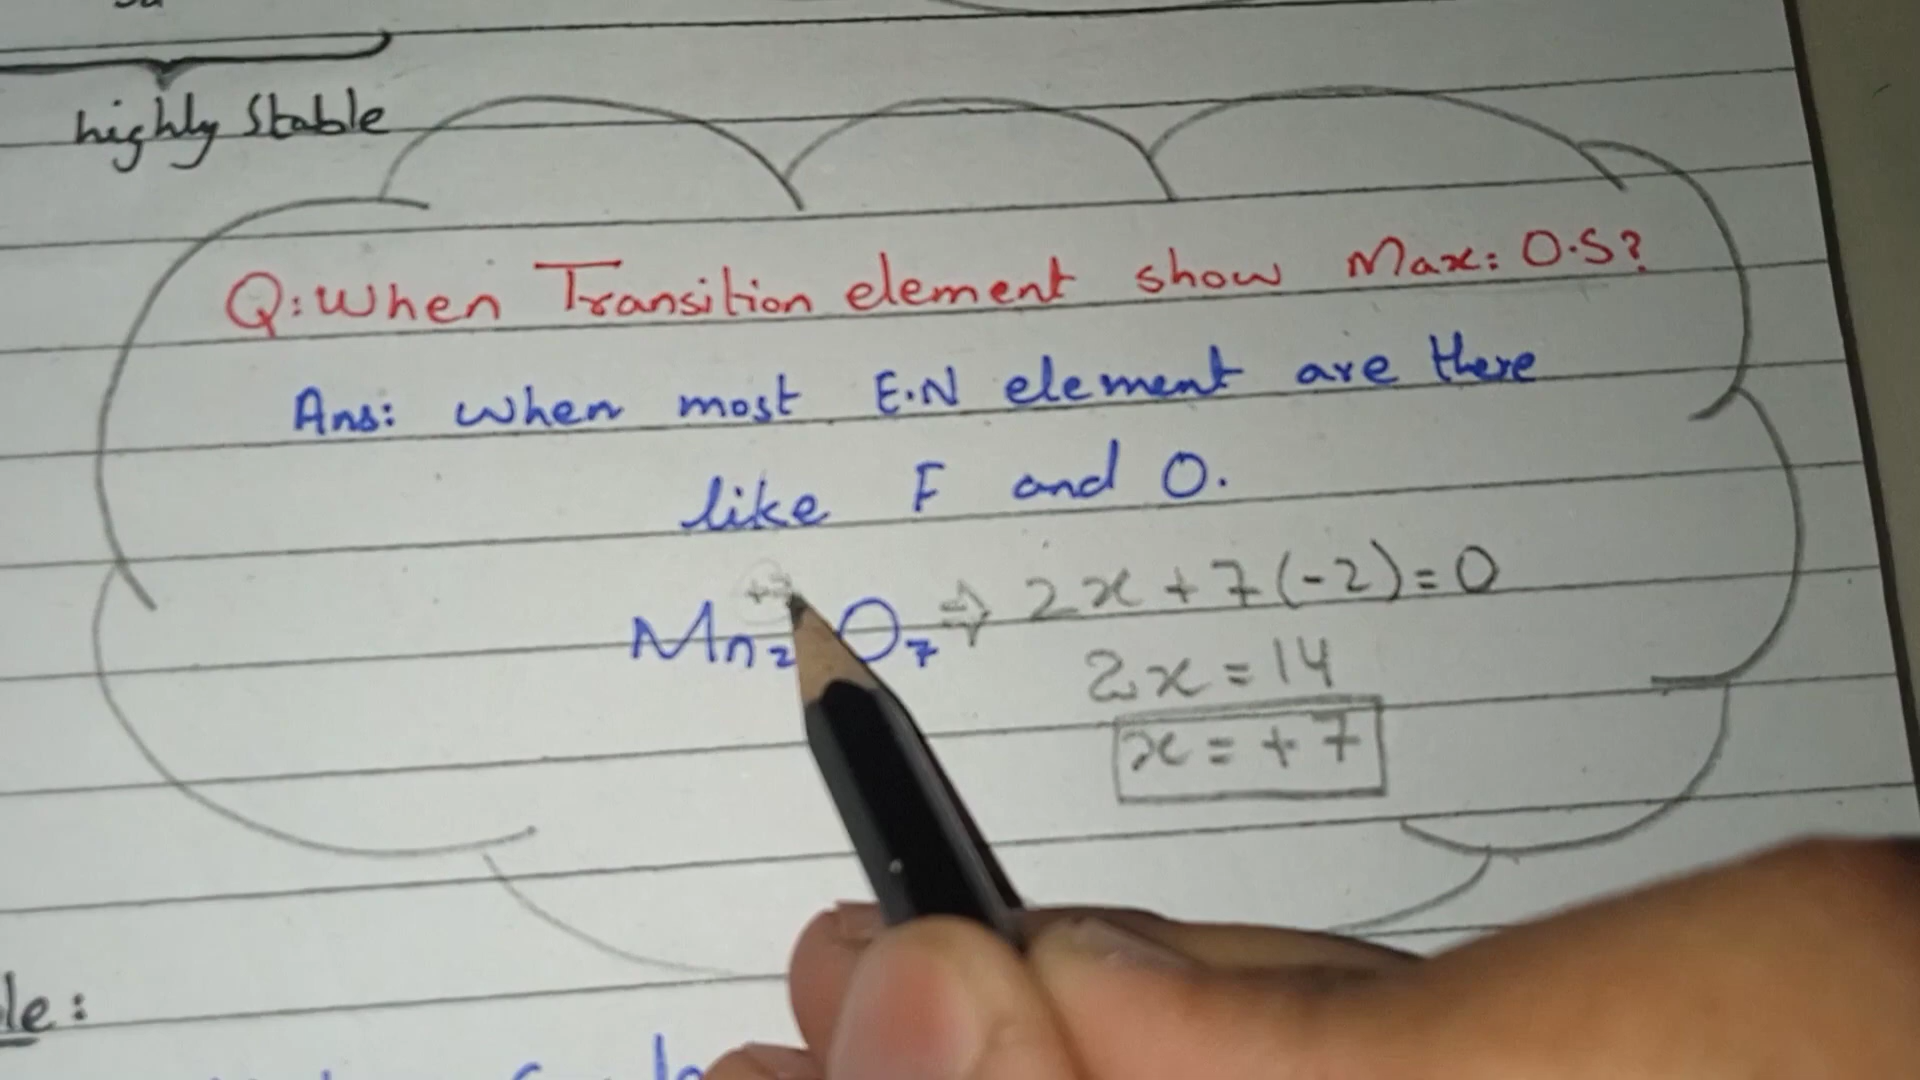 highly Stable
Q: When Transition element show Max: O.S?
Ans: when most E.N element are there
like F and O.
Mn₂O₇ ⇒ 2x + 7(-2) = 0
2x = 14
x = +7
le: